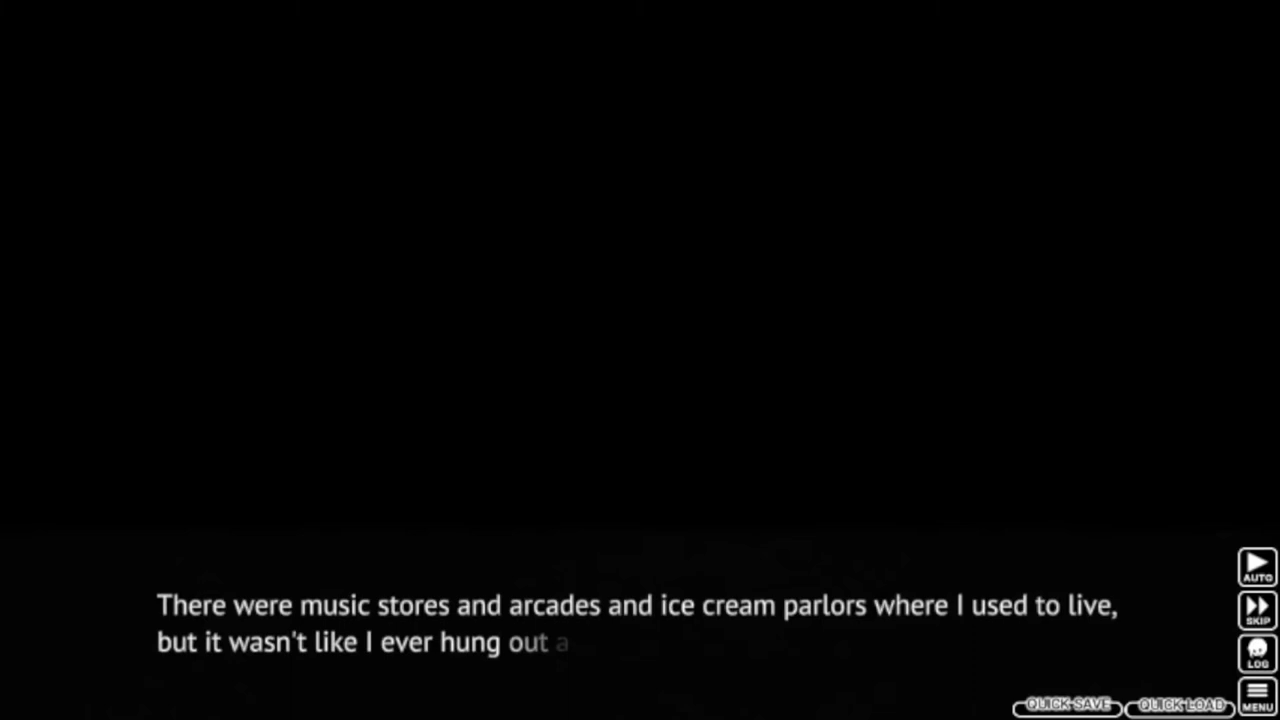 There were music stores and arcades and ice cream parlors where I used to live,
but it wasn't like I ever hung out a
AUTO
SKIP
LOG
MENU
QUICK SAVE
QUICK LOAD